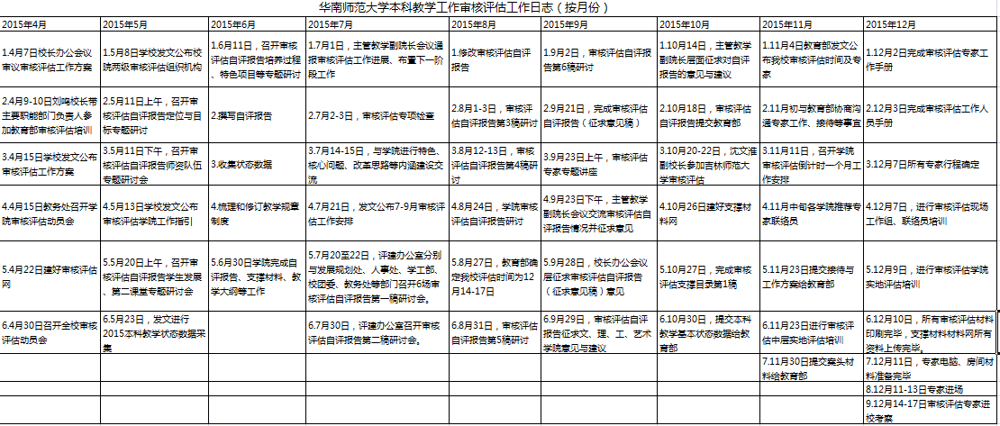 华南师范大学本科教学工作审核评估工作日志（按月份）
2015年4月
2015年5月
2015年6月
2015年7月
2015年8月
2015年9月
2015年10月
2015年11月
2015年12月
1.4月7日校长办公会议
审议审核评估工作方案
1.5月8日学校发文公布校
院两级审核评估组织机构
1.6月11日，召开审核
评估自评报告培养过程
、特色项目等专题研讨
1.7月1日，主管教学副院长会议通
报审核评估工作进展、布置下一阶
段工作
1.修改审核评估自评
报告
1.9月2日，审核评估自评报告
第6稿研讨
1.10月14日，主管教学
副院长层面征求对自评
报告的意见与建议
1.11月4日教育部发文公
布我校审核评估时间及专
家
1.12月2日完成审核评估专家工
作手册
2.4月9-10日刘鸣校长带
主要职能部门负责人参
加教育部审核评估培训
2.5月11日上午，召开审
核评估自评报告定位与目
标专题研讨
2.撰写自评报告
2.7月2-3日，审核评估专项检查
2.8月1-3日，审核评
估自评报告第3稿研讨
2.9月21日，完成审核评估
自评报告（征求意见稿）
2.10月18日，审核评估
自评报告提交教育部
2.11月初与教育部协商沟
通专家工作、接待等事宜
2.12月3日完成审核评估工作人
员手册
3.4月15日学校发文公布
审核评估工作方案
3.5月11日下午，召开审
核评估自评报告师资队伍
专题研讨会
3.收集状态数据
3.7月14-15日，与学院进行特色、
核心问题、改革思路等内涵建设交
流
3.8月12-13日，审核
评估自评报告第4稿研
讨
3.9月23日上午，审核评估
专家专题讲座
3.10月20-22日，沈文淮
副校长参加吉林师范大
学审核评估
3.11月11日，召开学院
审核评估倒计时一个月工
作安排
3.12月7日所有专家行程确定
4.4月15日教务处召开学
院审核评估动员会
4.5月13日学校发文公布
审核评估学院工作指引
4.梳理和修订教学规章
制度
4.7月21日，发文公布7-9月审核评
估工作安排
4.8月24日，学院审核
评估自评报告研讨
4.9月23日下午，主管教学
副院长会议交流审核评估自
评报告情况并征求意见
4.10月26日建好支撑材
料网
4.11月中旬各学院推荐专
家联络员
4.12月7日，进行审核评估现场
工作组、联络员培训
5.4月22日建好审核评估
网
5.5月20日上午，召开审
核评估自评报告学生发展
、第二课堂专题研讨会
5.6月30日学院完成自
评报告、支撑材料、教
学大纲等工作
5.7月20至22日，评建办公室分别
与发展规划处、人事处、学工部、
校团委、教务处等部门召开6场审
核评估自评报告第一稿研讨会。
5.8月27日，教育部确
定我校评估时间为12
月14-17日
5.9月28日，校长办公会议
层征求审核评估自评报告
（征求意见稿）意见
5.10月27日，完成审核
评估支撑目录第1稿
5.11月23日提交接待与
工作方案给教育部
5.12月9日，进行审核评估学院
实地评估培训
6.4月30日召开全校审核
评估动员会
6.5月23日，发文进行
2015本科教学状态数据采
集
6.7月30日，评建办公室召开审核
评估自评报告第二稿研讨会。
6.8月31日，审核评估
自评报告第5稿研讨
6.9月29日，审核评估自评
报告征求文、理、工、艺术
学院意见与建议
6.10月30日，提交本科
教学基本状态数据给教
育部
6.11月23日进行审核评
估中层实地评估培训
6.12月10日，所有审核评估材料
印刷完毕，支撑材料材料网所有
资料上传完毕。
7.11月30日提交案头材
料给教育部
7.12月11日，专家电脑、房间材
料准备完毕
8.12月11-13日专家进场
9.12月14-17日审核评估专家进
校考察